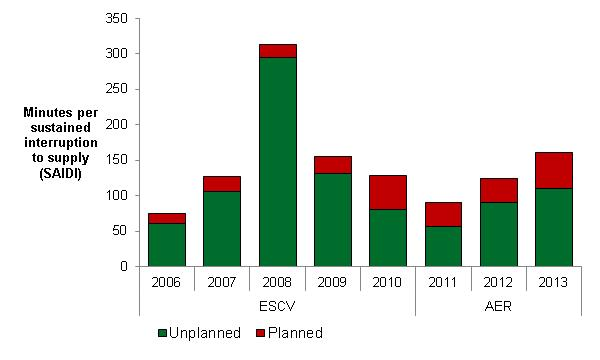 350
300
250
200
150
100
50
0
Minutes per
sustained
interruption
to supply
(SAIDI)
2006 2007 2008 2009 2010 2011 2012 2013
ESCV AER
Unplanned Planned